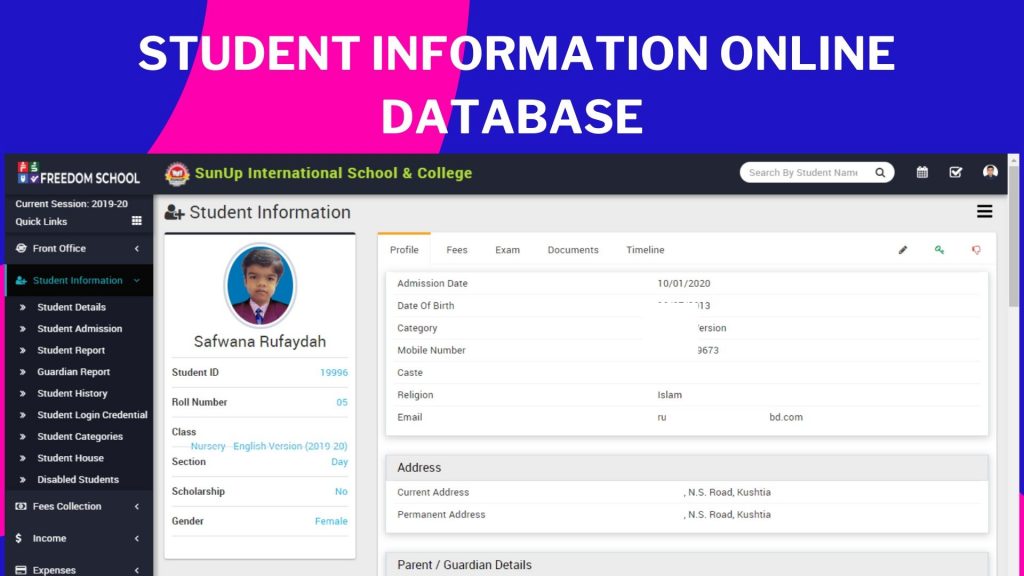 STUDENT INFORMATION ONLINE
DATABASE
FREEDOM SCHOOL
SunUp International School & College
Search By Student Name
Current Session: 2019-20
Quick Links
Student Information
Front Office
Student Information
Student Details
Student Admission
Student Report
Guardian Report
Student History
Student Login Credential
Student Categories
Student House
Disabled Students
Fees Collection
$ Income
Expenses
Safwana Rufaydah
Student ID 19996
Roll Number 05
Class
Nursery English Version (2019-20)
Section Day
Scholarship No
Gender Female
Profile Fees Exam Documents Timeline
Admission Date 10/01/2020
Date Of Birth 13
Category ersion
Mobile Number 9673
Caste
Religion Islam
Email ru bd.com
Address
Current Address , N.S. Road, Kushtia
Permanent Address , N.S. Road, Kushtia
Parent / Guardian Details